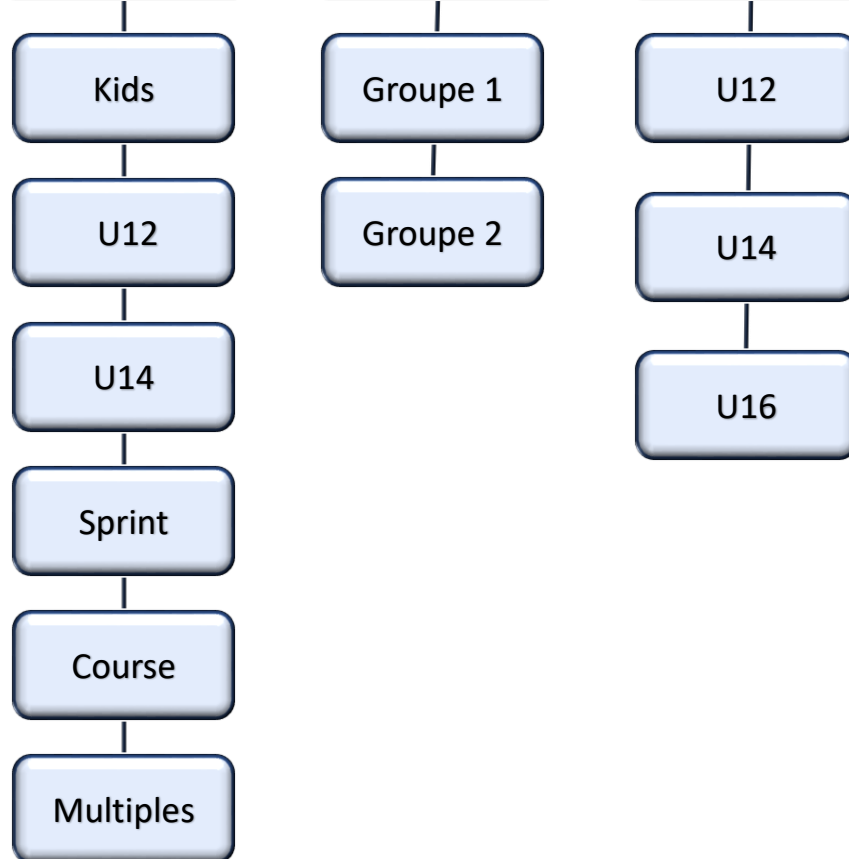 Kids
U12
U14
Sprint
Course
Multiples
Groupe 1
Groupe 2
U12
U14
U16